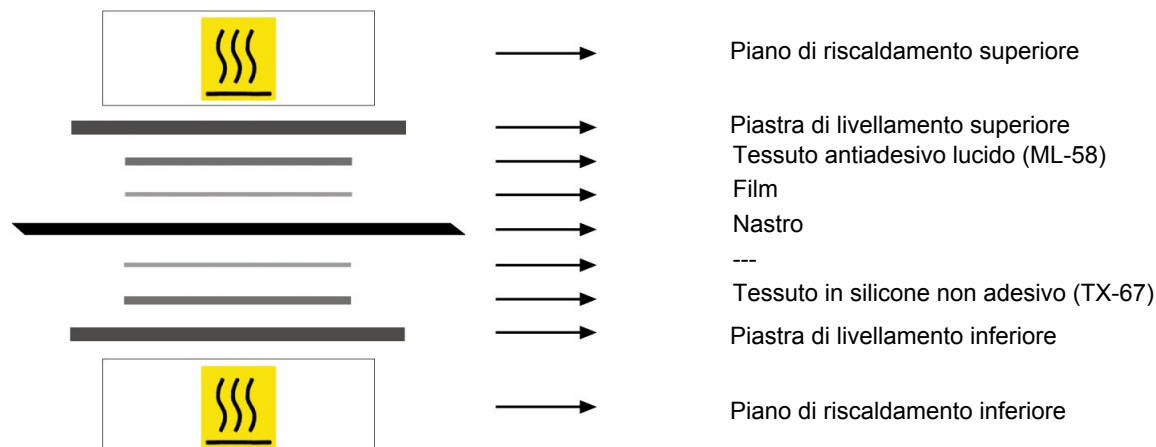 Piano di riscaldamento superiore
Piastra di livellamento superiore
Tessuto antiadesivo lucido (ML-58)
Film
Nastro
---
Tessuto in silicone non adesivo (TX-67)
Piastra di livellamento inferiore
Piano di riscaldamento inferiore